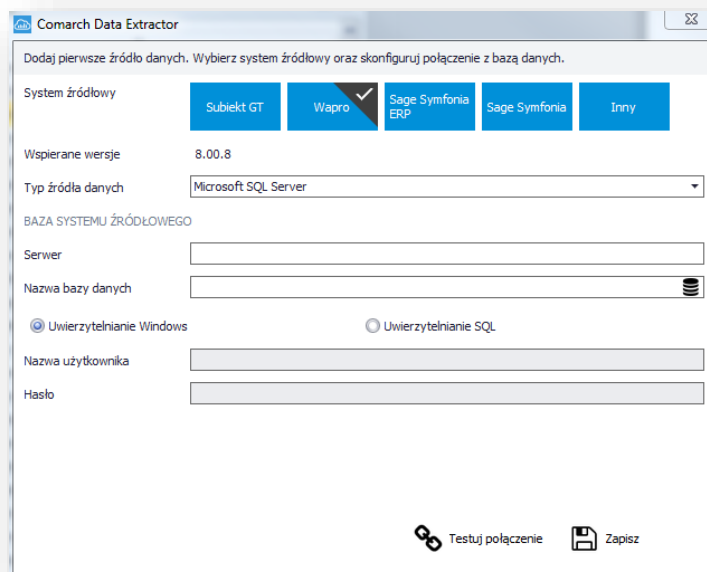 Comarch Data Extractor
Dodaj pierwsze źródło danych. Wybierz system źródłowy oraz skonfiguruj połączenie z bazą danych.
System źródłowy
Subiekt GT
Wapro
Sage Symfonia
ERP
Sage Symfonia
Inny
Wspierane wersje
8.00.8
Typ źródła danych
Microsoft SQL Server
BAZA SYSTEMU ŹRÓDŁOWEGO
Serwer
Nazwa bazy danych
Uwierzytelnianie Windows
Uwierzytelnianie SQL
Nazwa użytkownika
Hasło
Testuj połączenie
Zapisz